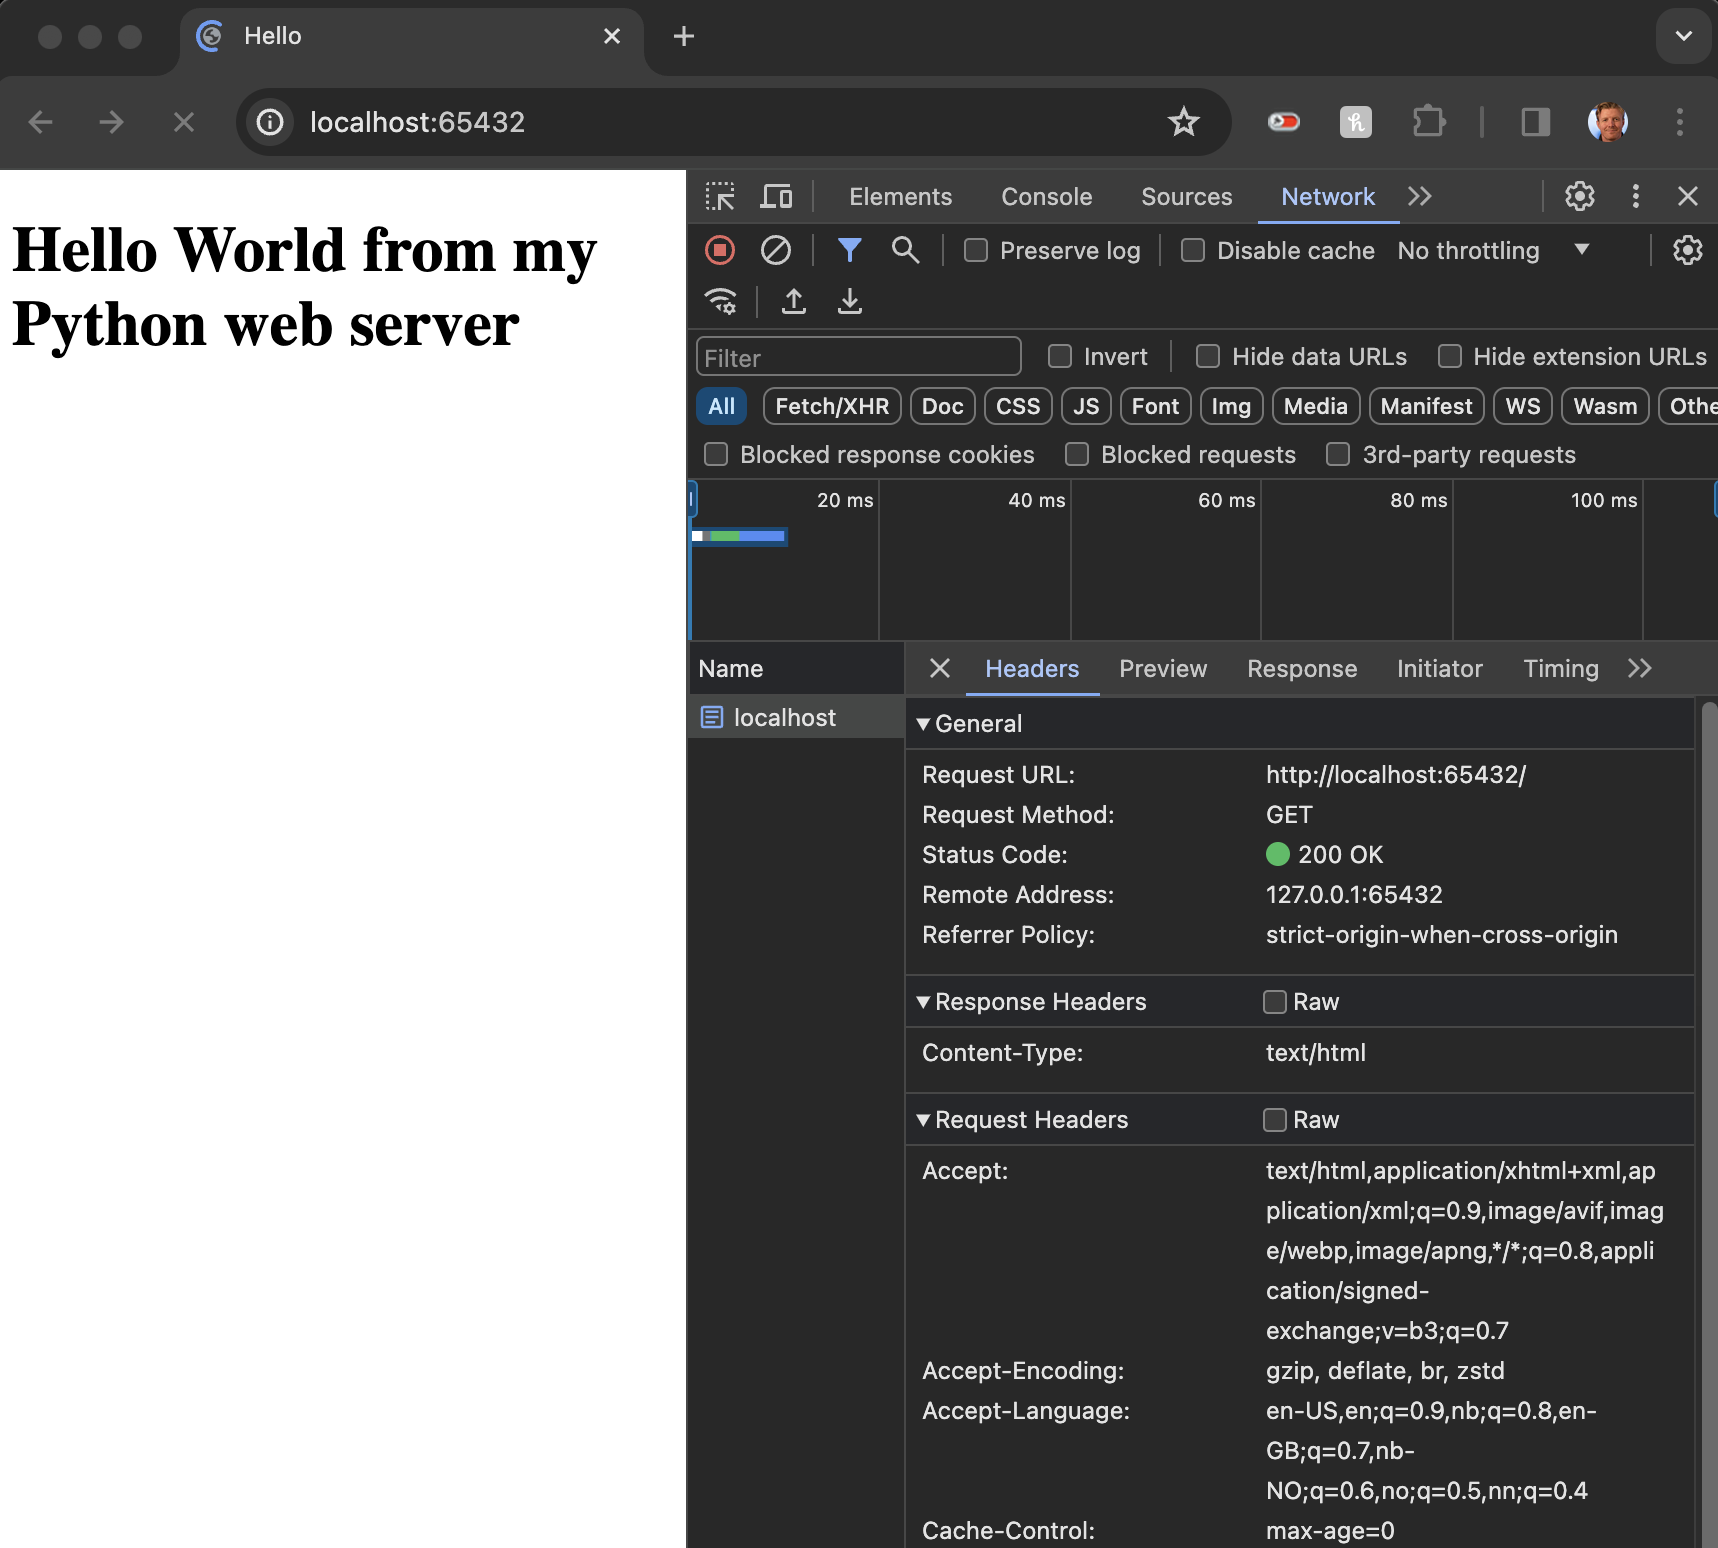 Hello
localhost:65432
Hello World from my
Python web server
Elements Console Sources Network
Preserve log Disable cache No throttling
Filter Invert Hide data URLs Hide extension URLs
All Fetch/XHR Doc CSS JS Font Img Media Manifest WS Wasm Othe
Blocked response cookies Blocked requests 3rd-party requests
20 ms 40 ms 60 ms 80 ms 100 ms
Name Headers Preview Response Initiator Timing
localhost
General
Request URL: http://localhost:65432/
Request Method: GET
Status Code: 200 OK
Remote Address: 127.0.0.1:65432
Referrer Policy: strict-origin-when-cross-origin
Response Headers Raw
Content-Type: text/html
Request Headers Raw
Accept: text/html,application/xhtml+xml,ap
plication/xml;q=0.9,image/avif,imag
e/webp,image/apng,*/*;q=0.8,appli
cation/signed-
exchange;v=b3;q=0.7
Accept-Encoding: gzip, deflate, br, zstd
Accept-Language: en-US,en;q=0.9,nb;q=0.8,en-
GB;q=0.7,nb-
NO;q=0.6,no;q=0.5,nn;q=0.4
Cache-Control: max-age=0